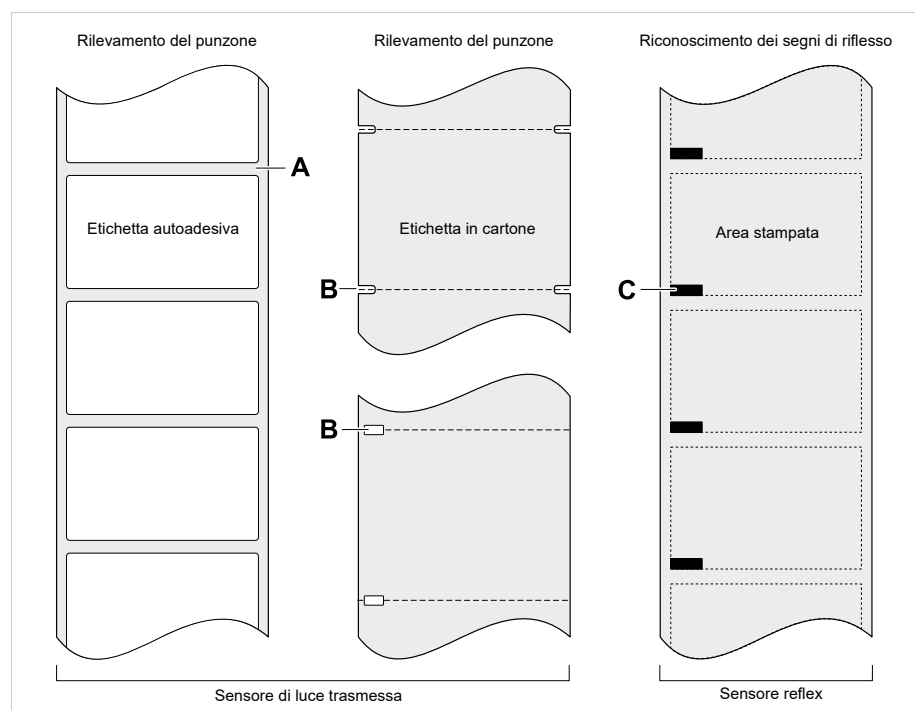 Rilevamento del punzone
Rilevamento del punzone
Riconoscimento dei segni di riflesso
A
Etichetta autoadesiva
Etichetta in cartone
Area stampata
B
C
B
Sensore di luce trasmessa
Sensore reflex